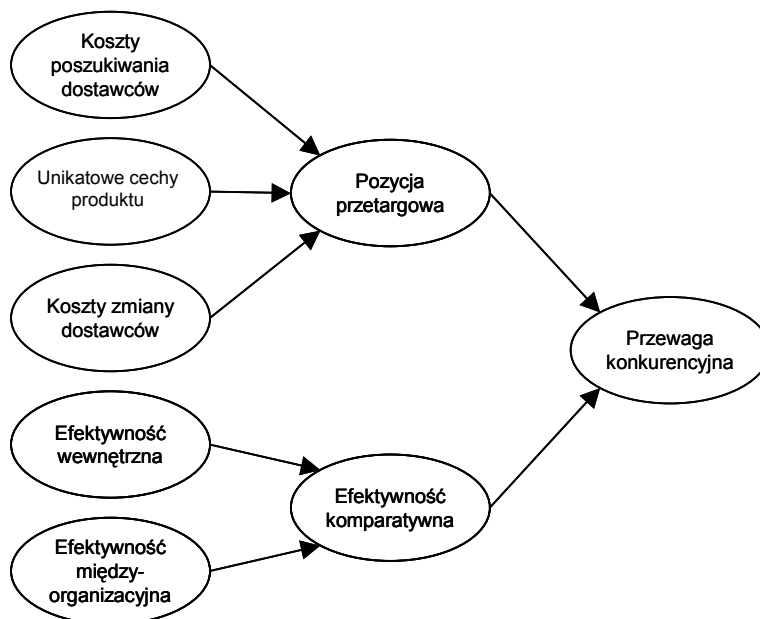 Koszty
poszukiwania
dostawców
Unikatowe cechy
produktu
Pozycja
przetargowa
Koszty zmiany
dostawców
Przewaga
konkurencyjna
Efektywność
wewnętrzna
Efektywność
komparatywna
Efektywność
między-
organizacyjna